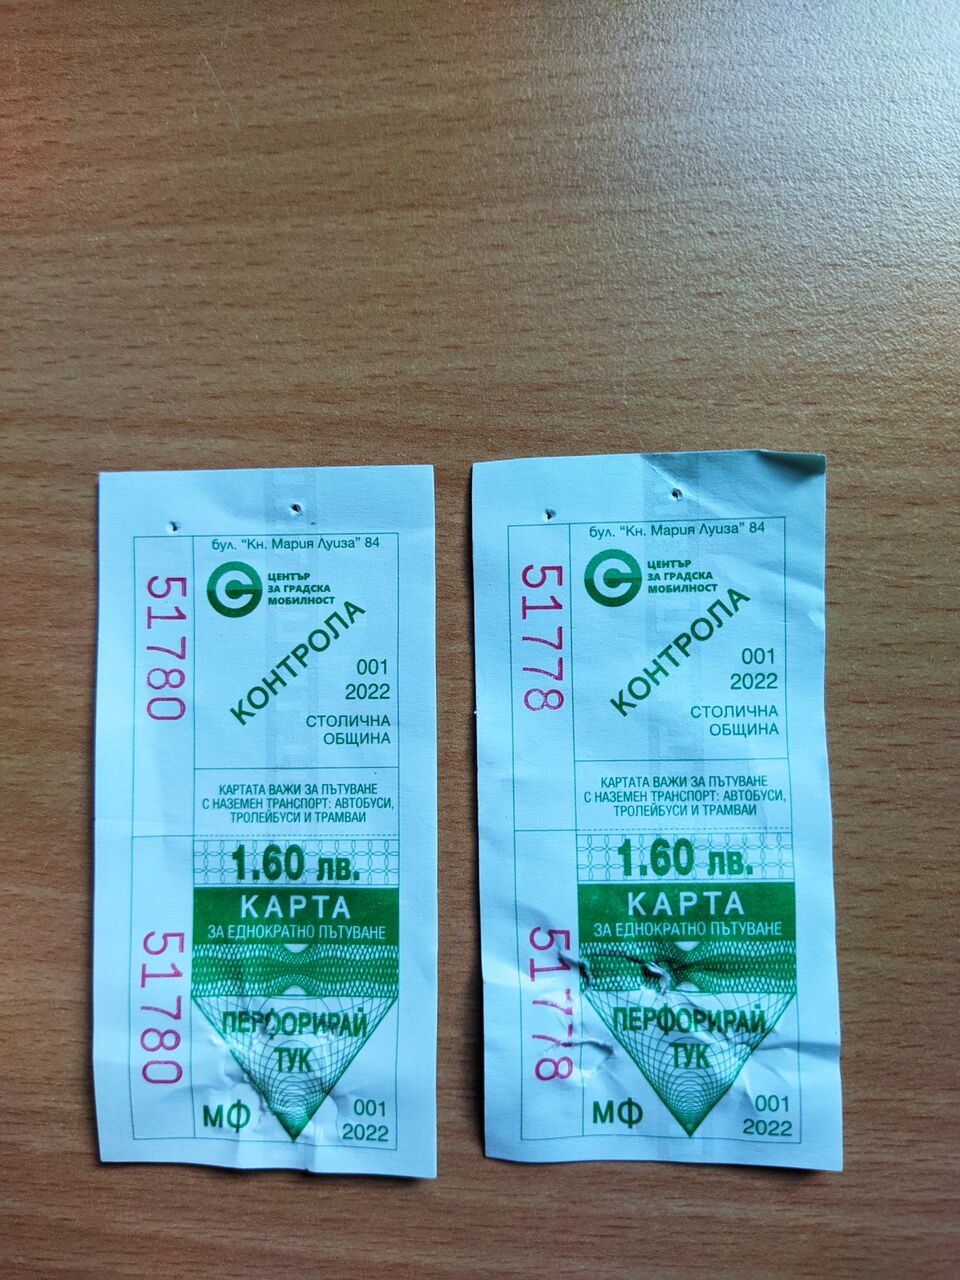 бул. "Кн. Мария Луиза" 84
ЦЕНТЪР
ЗА ГРАДСКА
МОБИЛНОСТ
КОНТРОЛА
001
2022
СТОЛИЧНА
ОБЩИНА
51780
КАРТАТА ВАЖИ ЗА ПЪТУВАНЕ
С НАЗЕМЕН ТРАНСПОРТ: АВТОБУСИ,
ТРОЛЕЙБУСИ И ТРАМВАИ
1.60 лв.
КАРТА
ЗА ЕДНОКРАТНО ПЪТУВАНЕ
51780
ПЕРФОРИРАЙ
ТУК
МФ
001
2022
бул. "Кн. Мария Луиза" 84
ЦЕНТЪР
ЗА ГРАДСКА
МОБИЛНОСТ
КОНТРОЛА
001
2022
СТОЛИЧНА
ОБЩИНА
51778
КАРТАТА ВАЖИ ЗА ПЪТУВАНЕ
С НАЗЕМЕН ТРАНСПОРТ: АВТОБУСИ,
ТРОЛЕЙБУСИ И ТРАМВАИ
1.60 лв.
КАРТА
ЗА ЕДНОКРАТНО ПЪТУВАНЕ
51778
ПЕРФОРИРАЙ
ТУК
МФ
001
2022